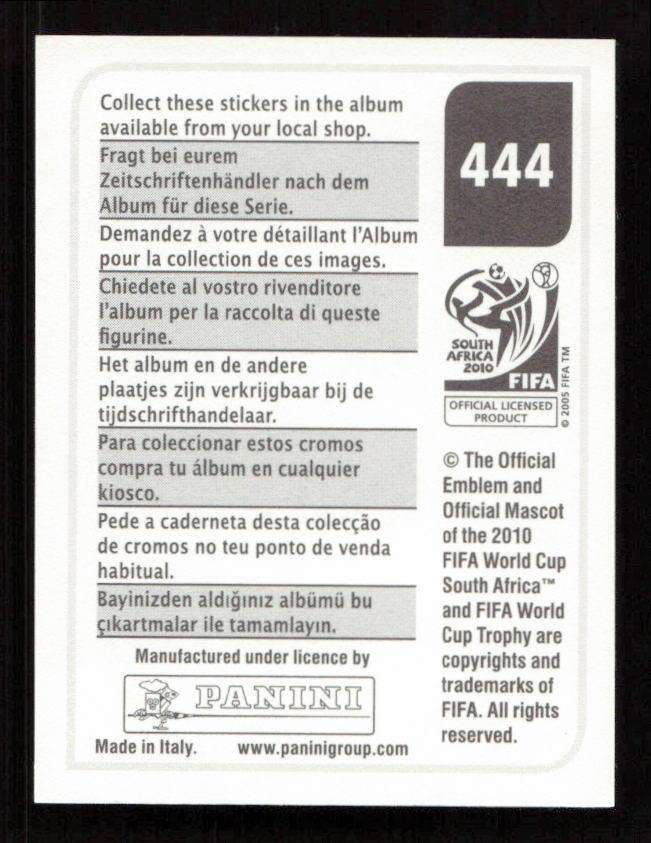 Collect these stickers in the album
available from your local shop.
Fragt bei eurem
Zeitschriftenhändler nach dem
Album für diese Serie.
Demandez à votre détaillant l'Album
pour la collection de ces images.
Chiedete al vostro rivenditore
l'album per la raccolta di queste
figurine.
Het album en de andere
plaatjes zijn verkrijgbaar bij de
tijdschrifthandelaar.
Para coleccionar estos cromos
compra tu álbum en cualquier
kiosco.
Pede a caderneta desta colecção
de cromos no teu ponto de venda
habitual.
Bayinizden aldığınız albümü bu
çıkartmalar ile tamamlayın.
Manufactured under licence by
PANINI
Made in Italy. www.paninigroup.com
444
SOUTH
AFRICA
2010
FIFA
© 2005 FIFA TM
OFFICIAL LICENSED
PRODUCT
© The Official
Emblem and
Official Mascot
of the 2010
FIFA World Cup
South Africa™
and FIFA World
Cup Trophy are
copyrights and
trademarks of
FIFA. All rights
reserved.